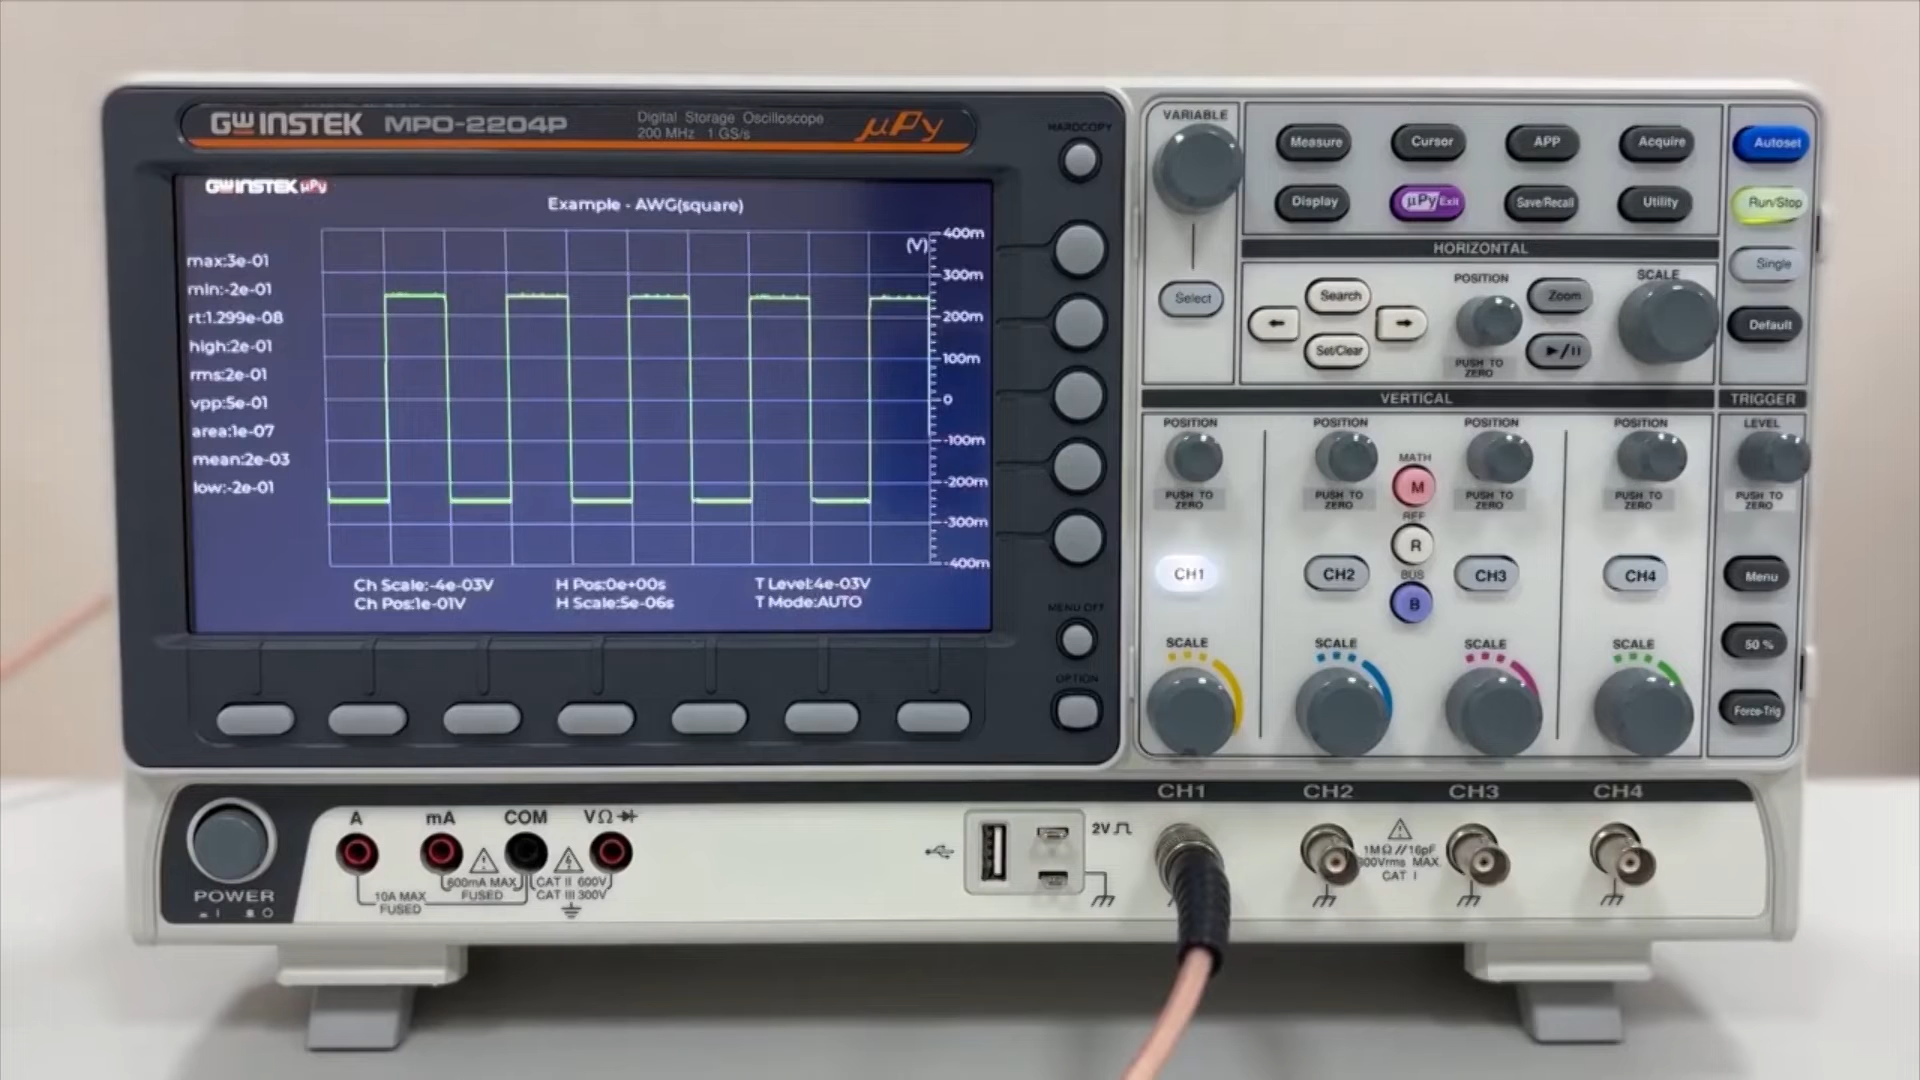 GW INSTEK MPO-2204P
Digital Storage Oscilloscope
200 MHz 1 GS/s
µPy
GW INSTEK µPy
Example - AWG(square)
max:3e-01
min:-2e-01
rt:1.299e-08
high:2e-01
rms:2e-01
vpp:5e-01
area:1e-07
mean:2e-03
low:-2e-01
(V)
400m
300m
200m
100m
0
-100m
-200m
-300m
-400m
Ch Scale:-4e-03V
H Pos:0e+00s
T Level:4e-03V
Ch Pos:1e-01V
H Scale:5e-06s
T Mode:AUTO
HARDCOPY
MENU OFF
OPTION
VARIABLE
Select
Measure
Cursor
APP
Acquire
Autoset
Display
µPy Exit
Save/Recall
Utility
Run/Stop
HORIZONTAL
Single
Search
POSITION
Zoom
SCALE
←
→
Set/Clear
PUSH TO
ZERO
▶/II
Default
VERTICAL
TRIGGER
POSITION
POSITION
POSITION
POSITION
LEVEL
PUSH TO
ZERO
PUSH TO
ZERO
PUSH TO
ZERO
PUSH TO
ZERO
PUSH TO
ZERO
MATH
M
REF
R
BUS
B
CH1
CH2
CH3
CH4
Menu
SCALE
SCALE
SCALE
SCALE
50 %
Force-Trig
POWER
A
mA
COM
VΩ
10A MAX
FUSED
600mA MAX
FUSED
CAT II 600V
CAT III 300V
2V
CH1
CH2
CH3
CH4
1MΩ//16pF
300Vrms MAX.
CAT I